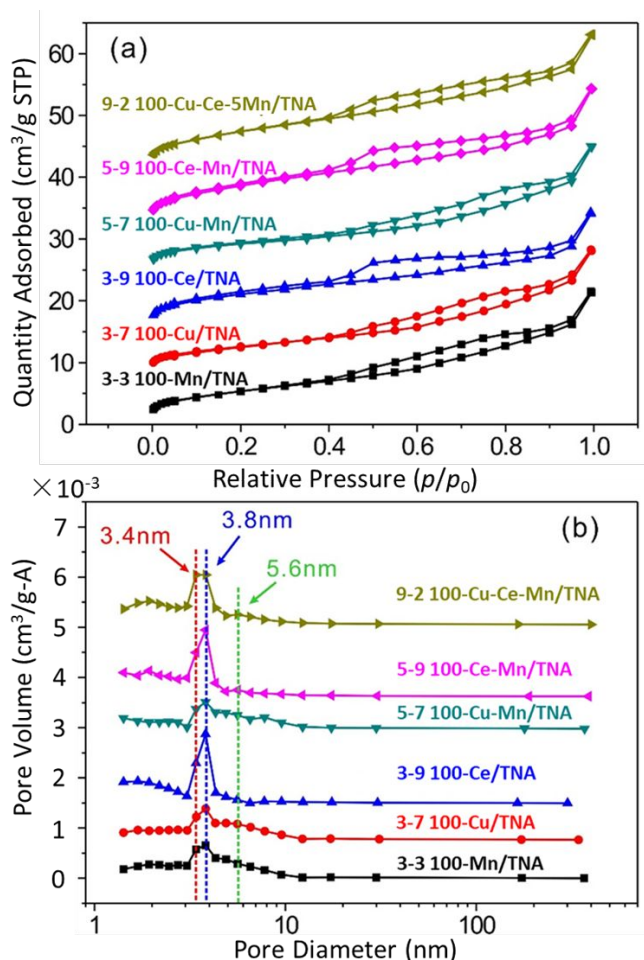 (a)
60
50
40
30
20
10
0
Quantity Adsorbed (cm³/g STP)
9-2 100-Cu-Ce-5Mn/TNA
5-9 100-Ce-Mn/TNA
5-7 100-Cu-Mn/TNA
3-9 100-Ce/TNA
3-7 100-Cu/TNA
3-3 100-Mn/TNA
0.0 0.2 0.4 0.6 0.8 1.0
Relative Pressure (p/p₀)
×10⁻³
(b)
7
6
5
4
3
2
1
0
Pore Volume (cm³/g-A)
3.4nm
3.8nm
5.6nm
9-2 100-Cu-Ce-Mn/TNA
5-9 100-Ce-Mn/TNA
5-7 100-Cu-Mn/TNA
3-9 100-Ce/TNA
3-7 100-Cu/TNA
3-3 100-Mn/TNA
1 10 100
Pore Diameter (nm)